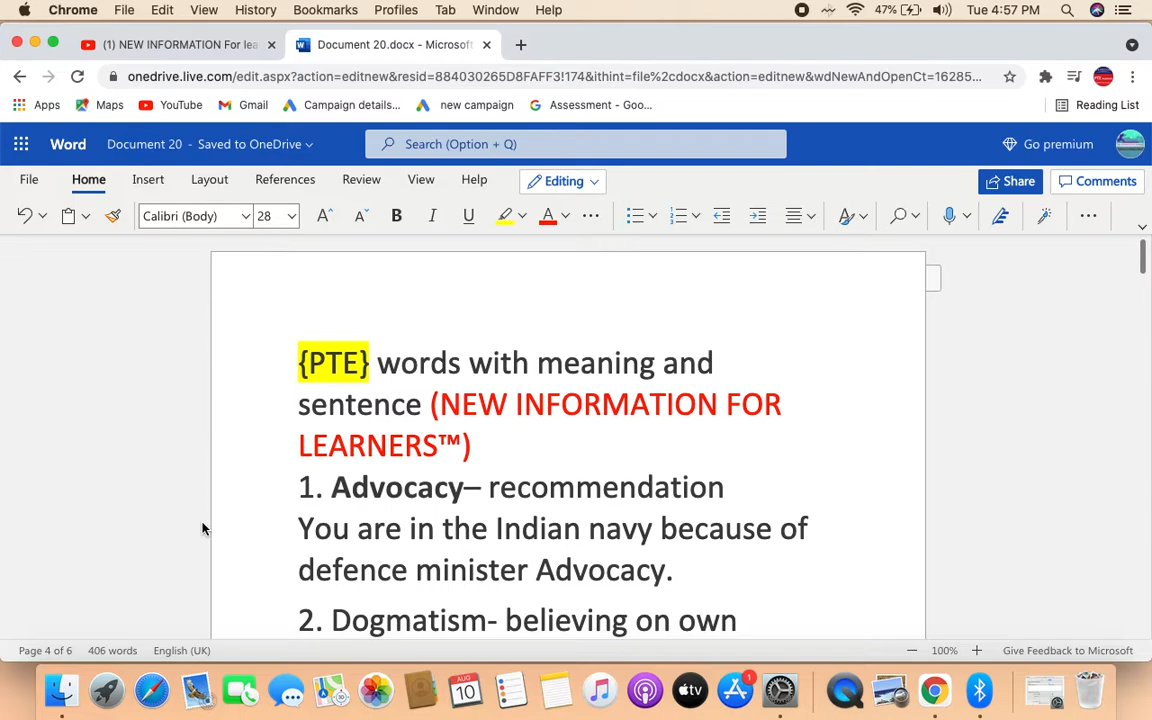 Chrome File Edit View History Bookmarks Profiles Tab Window Help 47% Tue 4:57 PM
(1) NEW INFORMATION For lea Document 20.docx - Microsoft
onedrive.live.com/edit.aspx?action=editnew&resid=884030265D8FAFF3!174&ithint=file%2cdocx&action=editnew&wdNewAndOpenCt=16285...
Apps Maps YouTube Gmail Campaign details... new campaign Assessment - Goo... Reading List
Word Document 20 - Saved to OneDrive Search (Option + Q) Go premium
File Home Insert Layout References Review View Help Editing Share Comments
Calibri (Body) 28 A A B I U A
{PTE} words with meaning and
sentence (NEW INFORMATION FOR
LEARNERS™)
1. Advocacy– recommendation
You are in the Indian navy because of
defence minister Advocacy.
2. Dogmatism- believing on own
Page 4 of 6 406 words English (UK) 100% Give Feedback to Microsoft
AUG
10
tv
1